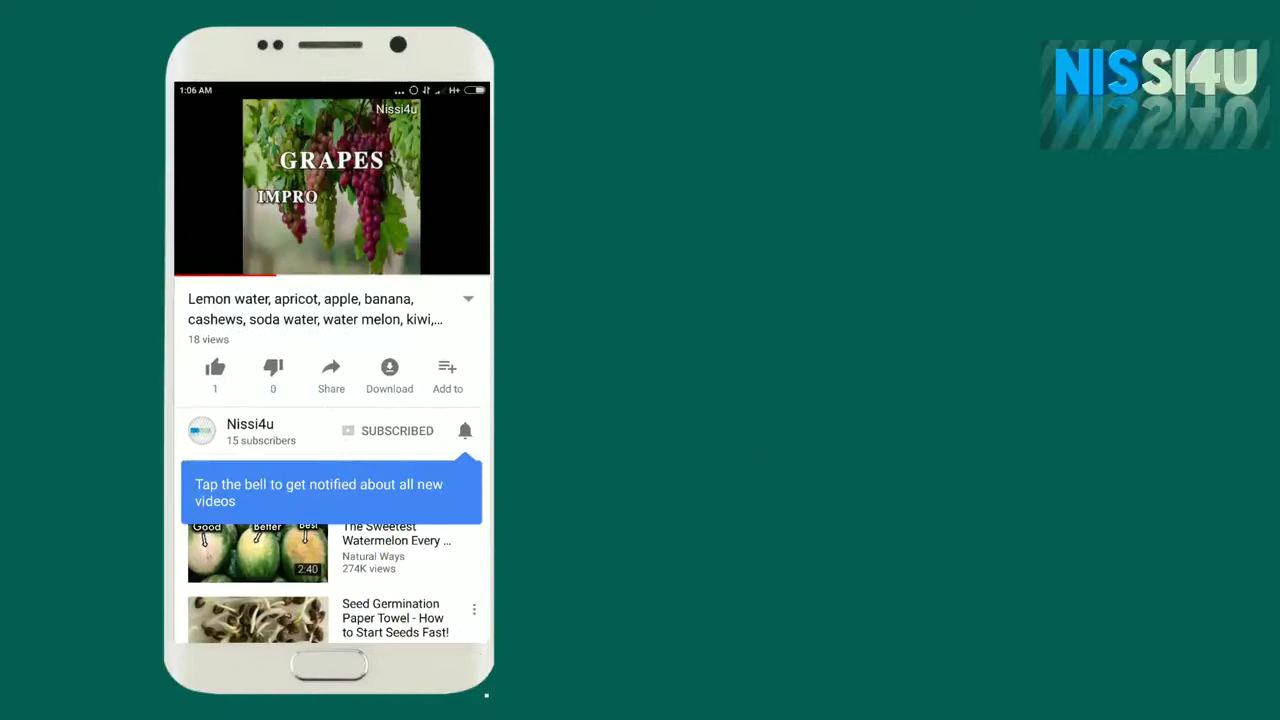 NISSI4U
1:06 AM
H+
Nissi4u
GRAPES
IMPRO
Lemon water, apricot, apple, banana,
cashews, soda water, water melon, kiwi,...
18 views
1
0
Share
Download
Add to
Nissi4u
15 subscribers
SUBSCRIBED
Tap the bell to get notified about all new
videos
Good
Better
Best
2:40
The Sweetest
Watermelon Every ...
Natural Ways
274K views
Seed Germination
Paper Towel - How
to Start Seeds Fast!